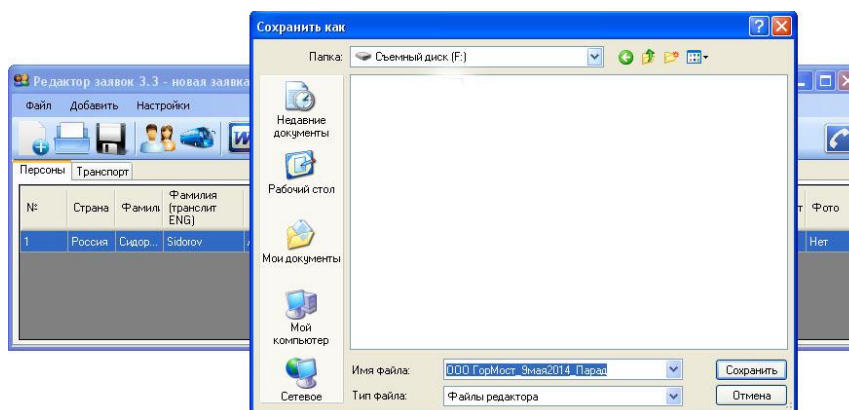 Сохранить как
Папка:
Съемный диск (F:)
Редактор заявок 3.3 - новая заявка
Файл Добавить Настройки
Персоны Транспорт
№ Страна Фамили Фамилия (транслит ENG) Фото
1 Россия Сидор... Sidorov Нет
Недавние
документы
Рабочий стол
Мои документы
Мой
компьютер
Сетевое
Имя файла:
ООО ГорМост_9мая2014_Парад
Сохранить
Тип файла:
Файлы редактора
Отмена